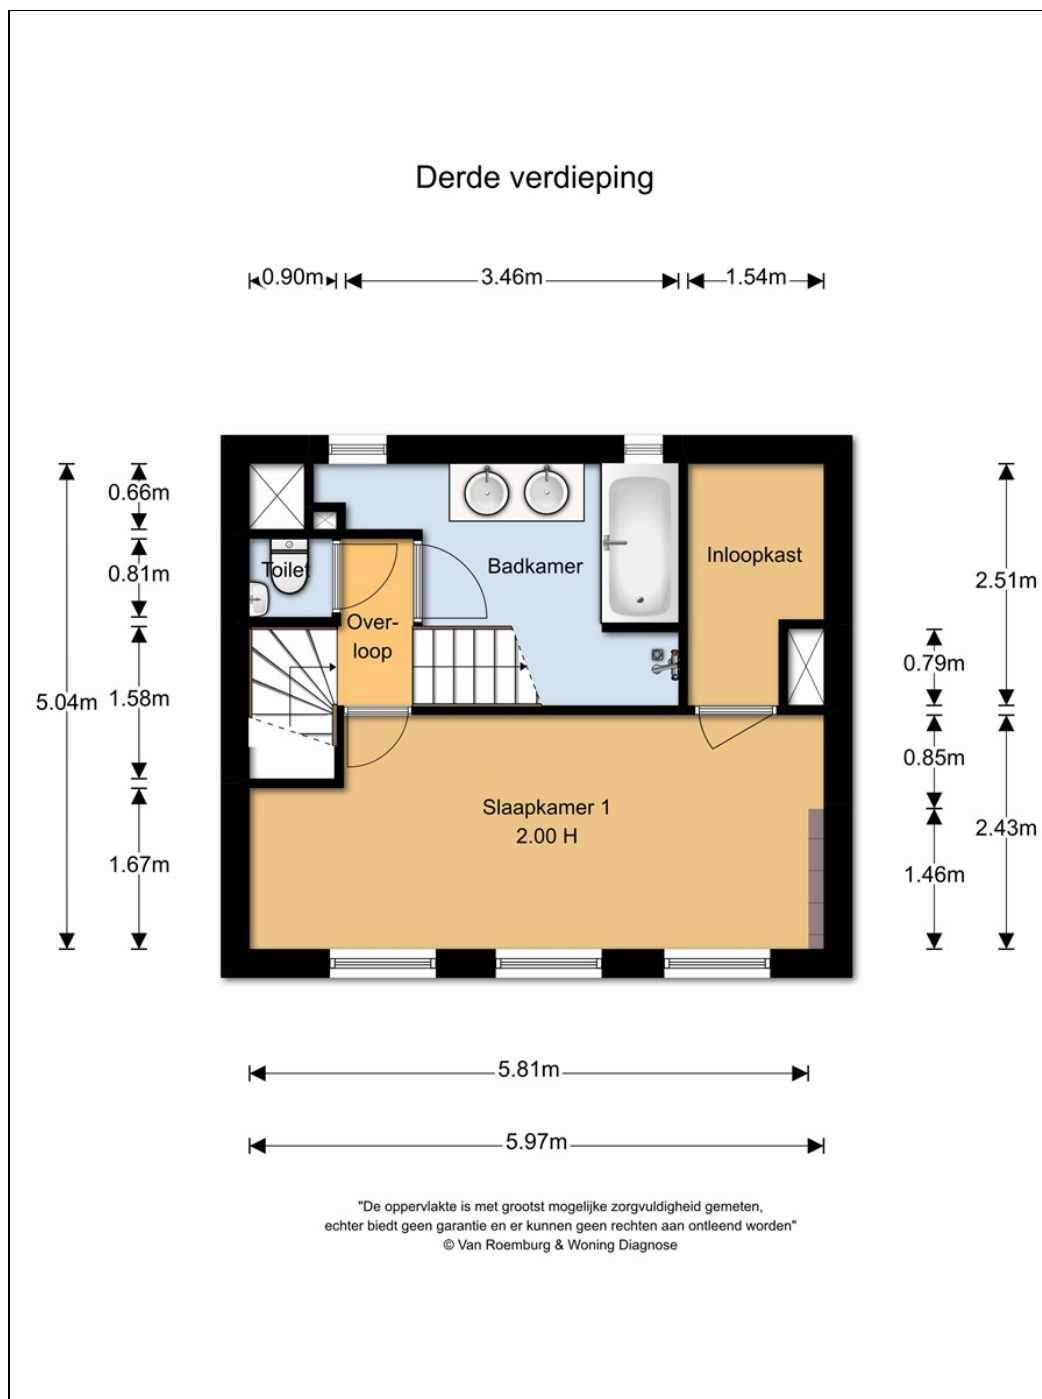 Derde verdieping
0.90m
3.46m
1.54m
0.66m
0.81m
1.58m
5.04m
1.67m
Toilet
Over-
loop
Badkamer
Inloopkast
Slaapkamer 1
2.00 H
2.51m
0.79m
0.85m
2.43m
1.46m
5.81m
5.97m
"De oppervlakte is met grootst mogelijke zorgvuldigheid gemeten,
echter biedt geen garantie en er kunnen geen rechten aan ontleend worden"
© Van Roemburg & Woning Diagnose